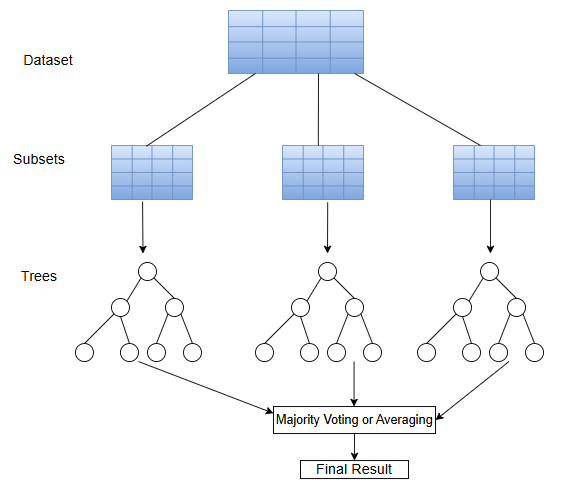 Dataset
Subsets
Trees
Majority Voting or Averaging
Final Result